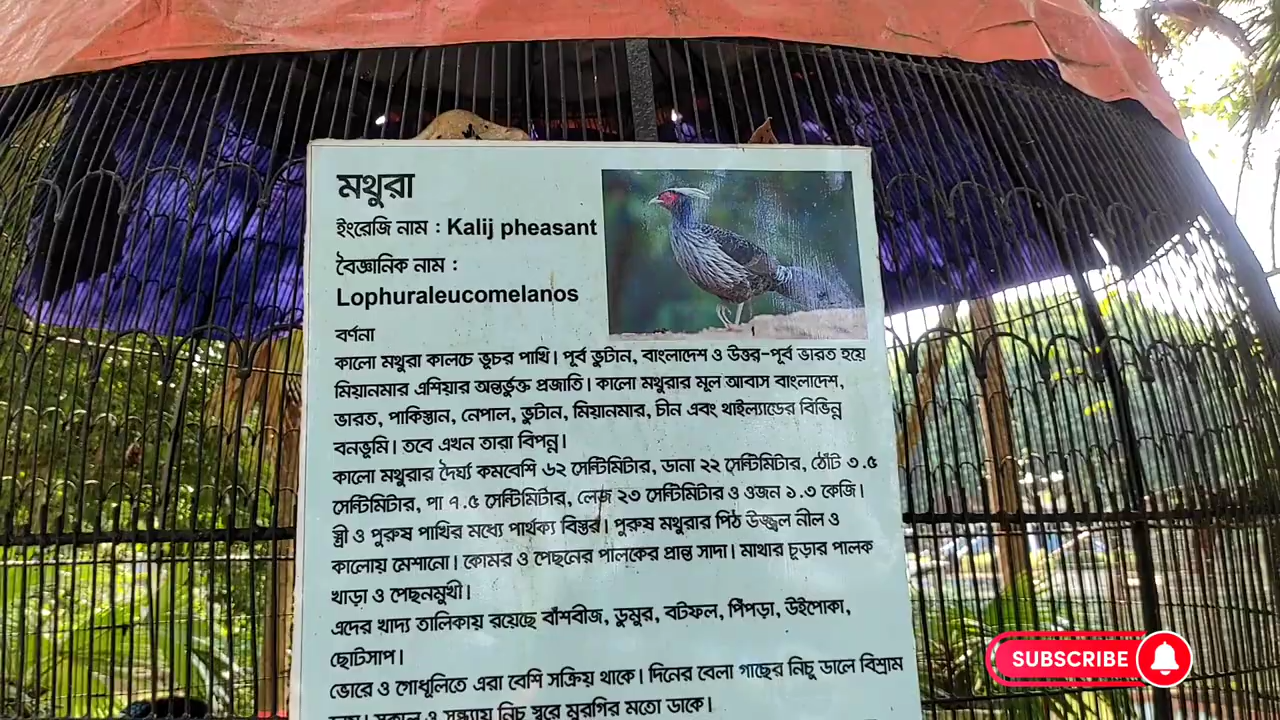 মথুরা
ইংরেজি নাম : Kalij pheasant
বৈজ্ঞানিক নাম :
Lophuraleucomelanos
বর্ণনা
কালো মথুরা কালচে ভূচর পাখি। পূর্ব ভুটান, বাংলাদেশ ও উত্তর-পূর্ব ভারত হয়ে
মিয়ানমার এশিয়ার অন্তর্ভুক্ত প্রজাতি। কালো মথুরার মূল আবাস বাংলাদেশ,
ভারত, পাকিস্তান, নেপাল, ভুটান, মিয়ানমার, চীন এবং থাইল্যাডের বিভিন্ন
বনভূমি। তবে এখন তারা বিপন্ন।
কালো মথুরার দৈর্ঘ্য কমবেশি ৬২ সেন্টিমিটার, ডানা ২২ সেন্টিমিটার, ঠোঁট ৩.৫
সেন্টিমিটার, পা ৭.৫ সেন্টিমিটার, লেজ ২৩ সেন্টিমিটার ও ওজন ১.৩ কেজি।
স্ত্রী ও পুরুষ পাখির মধ্যে পার্থক্য বিস্তর। পুরুষ মথুরার পিঠ উজ্জ্বল নীল ও
কালোয় মেশানো। কোমর ও পেছনের পালকের প্রান্ত সাদা। মাথার চূড়ার পালক
খাড়া ও পেছনমুখী।
এদের খাদ্য তালিকায় রয়েছে বাঁশবীজ, ডুমুর, বটফল, পিঁপড়া, উইপোকা,
ছোটসাপ।
ভোরে ও গোধূলিতে এরা বেশি সক্রিয় থাকে। দিনের বেলা গাছের নিচু ডালে বিশ্রাম
সকাল ও সন্ধ্যায় নিচু স্বরে মুরগির মতো ডাকে।
SUBSCRIBE